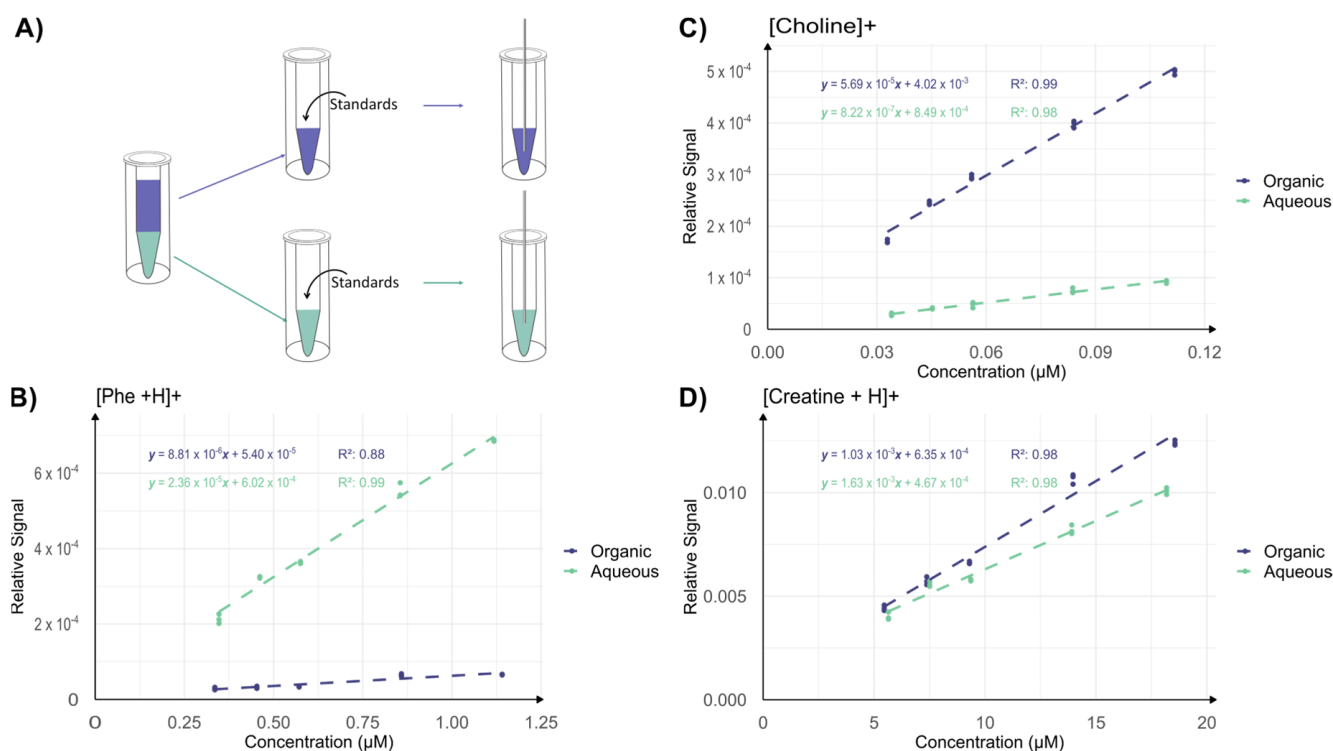 A)
Standards
Standards
B)
[Phe +H]+
y = 8.81 x 10⁻⁶x + 5.40 x 10⁻⁵ R²: 0.88
y = 2.36 x 10⁻⁵x + 6.02 x 10⁻⁴ R²: 0.99
Relative Signal
6 x 10⁻⁴
4 x 10⁻⁴
2 x 10⁻⁴
0
O 0.25 0.50 0.75 1.00 1.25
Concentration (µM)
Organic
Aqueous
C)
[Choline]+
y = 5.69 x 10⁻⁵x + 4.02 x 10⁻³ R²: 0.99
y = 8.22 x 10⁻⁷x + 8.49 x 10⁻⁴ R²: 0.98
Relative Signal
5 x 10⁻⁴
4 x 10⁻⁴
3 x 10⁻⁴
2 x 10⁻⁴
1 x 10⁻⁴
0
0.00 0.03 0.06 0.09 0.12
Concentration (µM)
Organic
Aqueous
D)
[Creatine + H]+
y = 1.03 x 10⁻³x + 6.35 x 10⁻⁴ R²: 0.98
y = 1.63 x 10⁻³x + 4.67 x 10⁻⁴ R²: 0.98
Relative Signal
0.010
0.005
0.000
0 5 10 15 20
Concentration (µM)
Organic
Aqueous